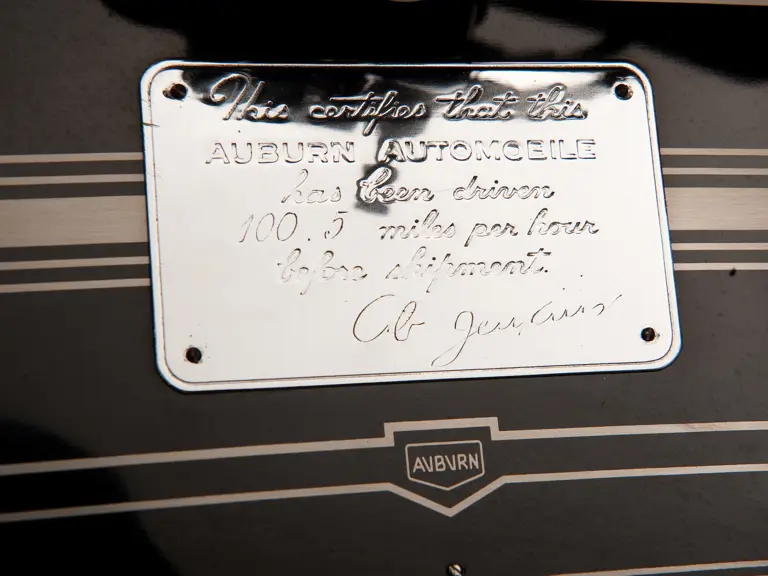 This certifies that this
AUBURN AUTOMOBILE
has been driven
100.5 miles per hour
before shipment.
Ab Jenkins
AUBURN